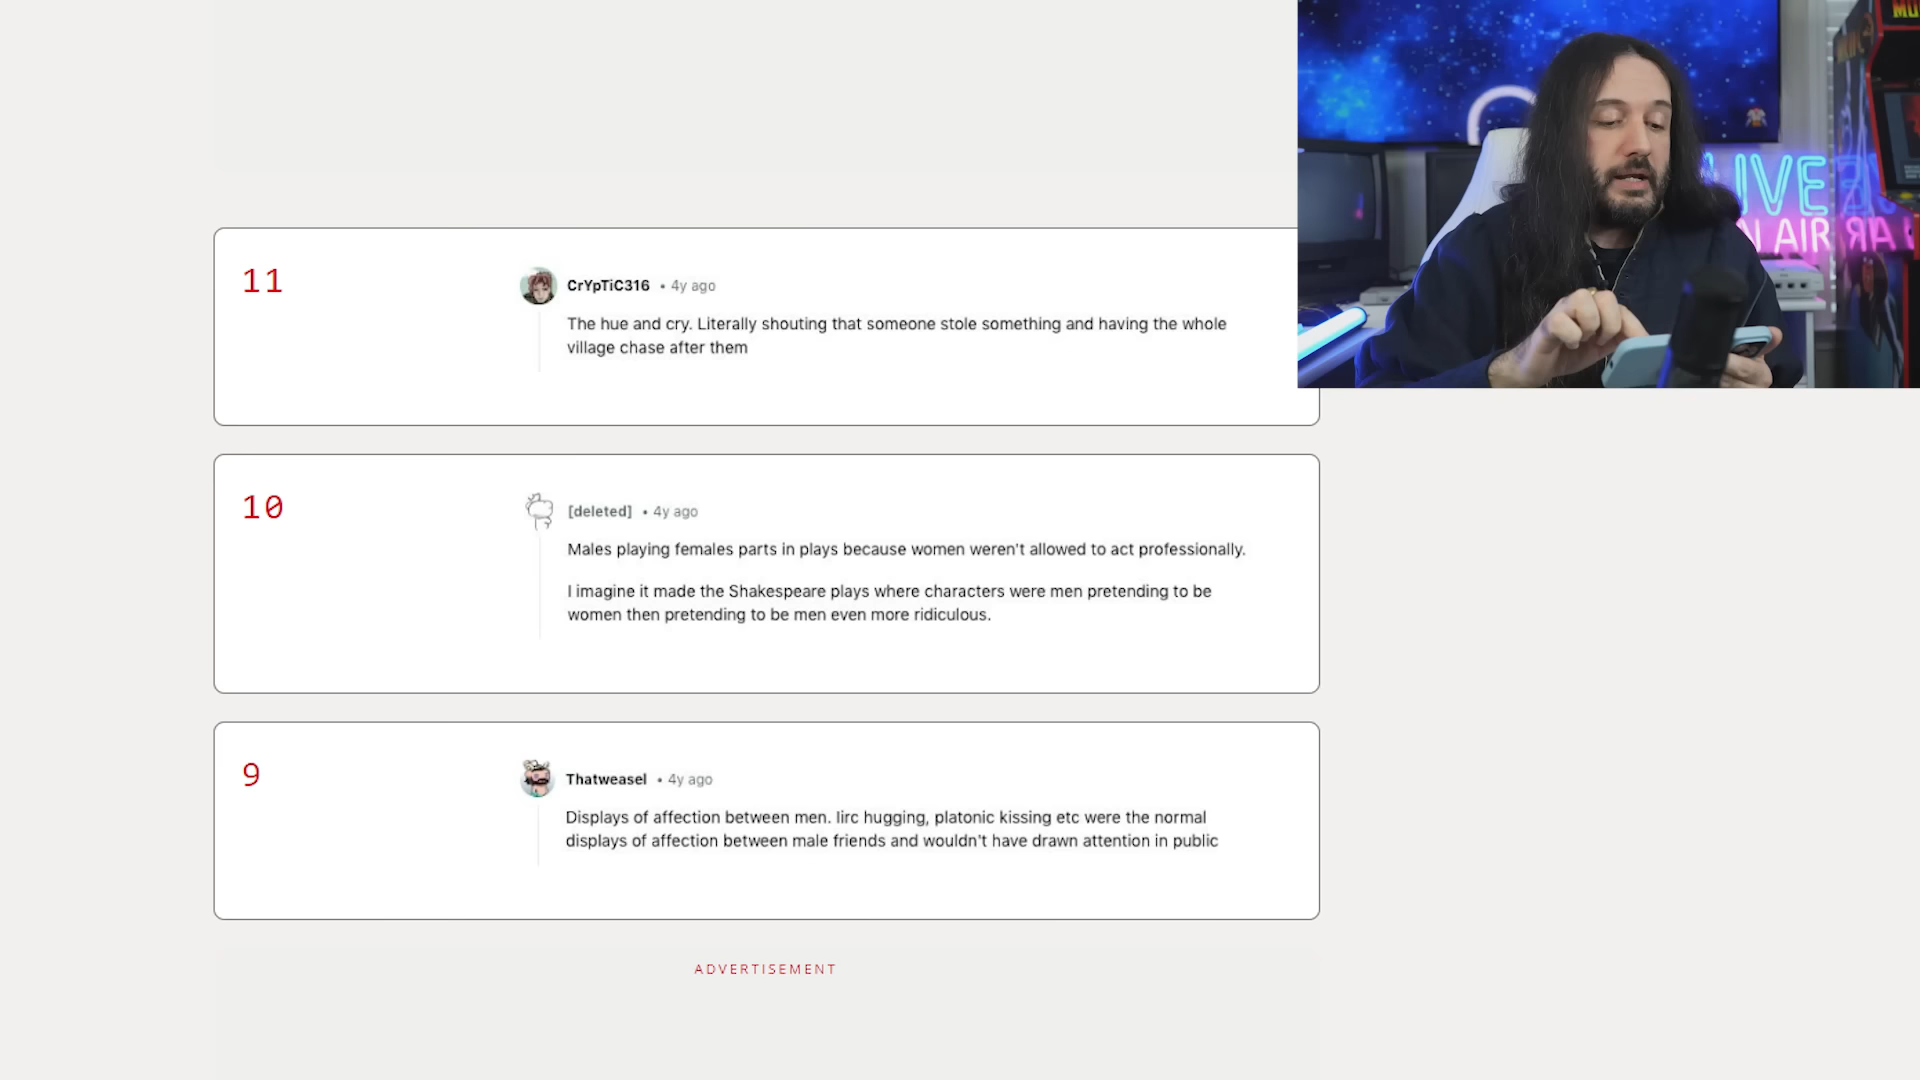 11
CrYpTiC316 • 4y ago
The hue and cry. Literally shouting that someone stole something and having the whole
village chase after them
10
[deleted] • 4y ago
Males playing females parts in plays because women weren't allowed to act professionally.
I imagine it made the Shakespeare plays where characters were men pretending to be
women then pretending to be men even more ridiculous.
9
Thatweasel • 4y ago
Displays of affection between men. Iirc hugging, platonic kissing etc were the normal
displays of affection between male friends and wouldn't have drawn attention in public
ADVERTISEMENT
LIVE
N AIR